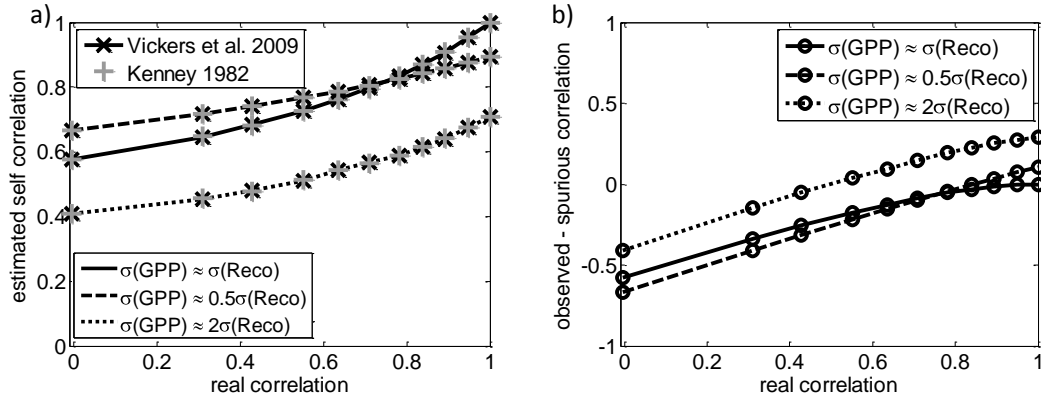 a)
estimated self correlation
1
0.8
0.6
0.4
0.2
0
Vickers et al. 2009
Kenney 1982
σ(GPP) ≈ σ(Reco)
σ(GPP) ≈ 0.5σ(Reco)
σ(GPP) ≈ 2σ(Reco)
0 0.2 0.4 0.6 0.8 1
real correlation
b)
observed - spurious correlation
1
0.5
0
-0.5
-1
σ(GPP) ≈ σ(Reco)
σ(GPP) ≈ 0.5σ(Reco)
σ(GPP) ≈ 2σ(Reco)
0 0.2 0.4 0.6 0.8 1
real correlation